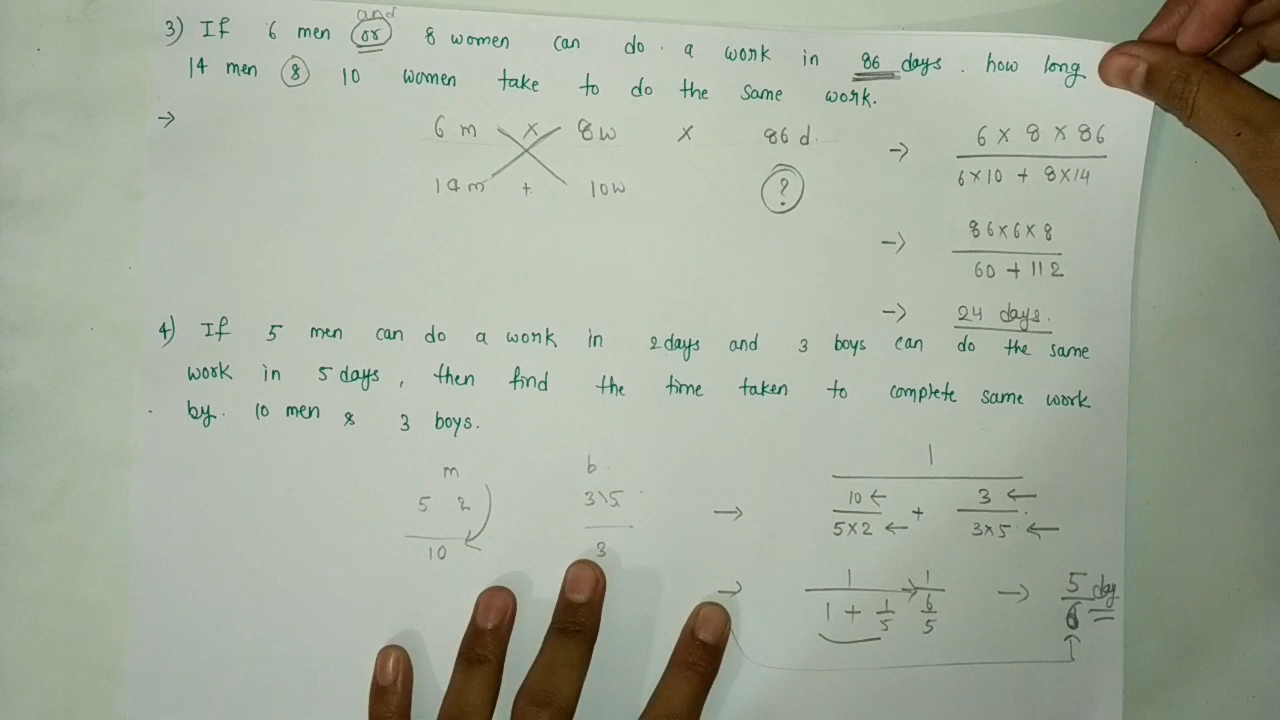 and
3) If 6 men or 8 women can do a work in 86 days. how long
14 men & 10 women take to do the same work.
→ 6 m × 8w × 86 d. → 6 × 8 × 86
14 m + 10w ? 6×10 + 8×14
→ 86×6×8
60 + 112
→ 24 days.
4) If 5 men can do a work in 2days and 3 boys can do the same
work in 5 days, then find the time taken to complete same work
by. 10 men & 3 boys.
m b. 1
5 2 3 5 → 10 ← + 3 ←
5×2 ← 3×5 ←
10 3
→ 1 → 1 → 5 day
1 + 1/5 6/5 6